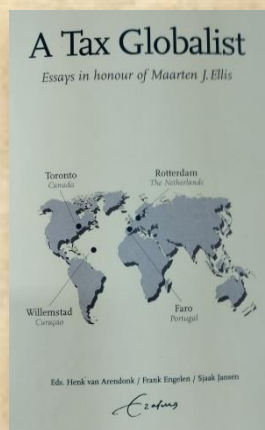 A Tax Globalist
Essays in honour of Maarten J. Ellis
Toronto
Canada
Rotterdam
The Netherlands
Willemstad
Curaçao
Faro
Portugal
Eds. Henk van Arendonk / Frank Engelen / Sjaak Jansen
Erasmus